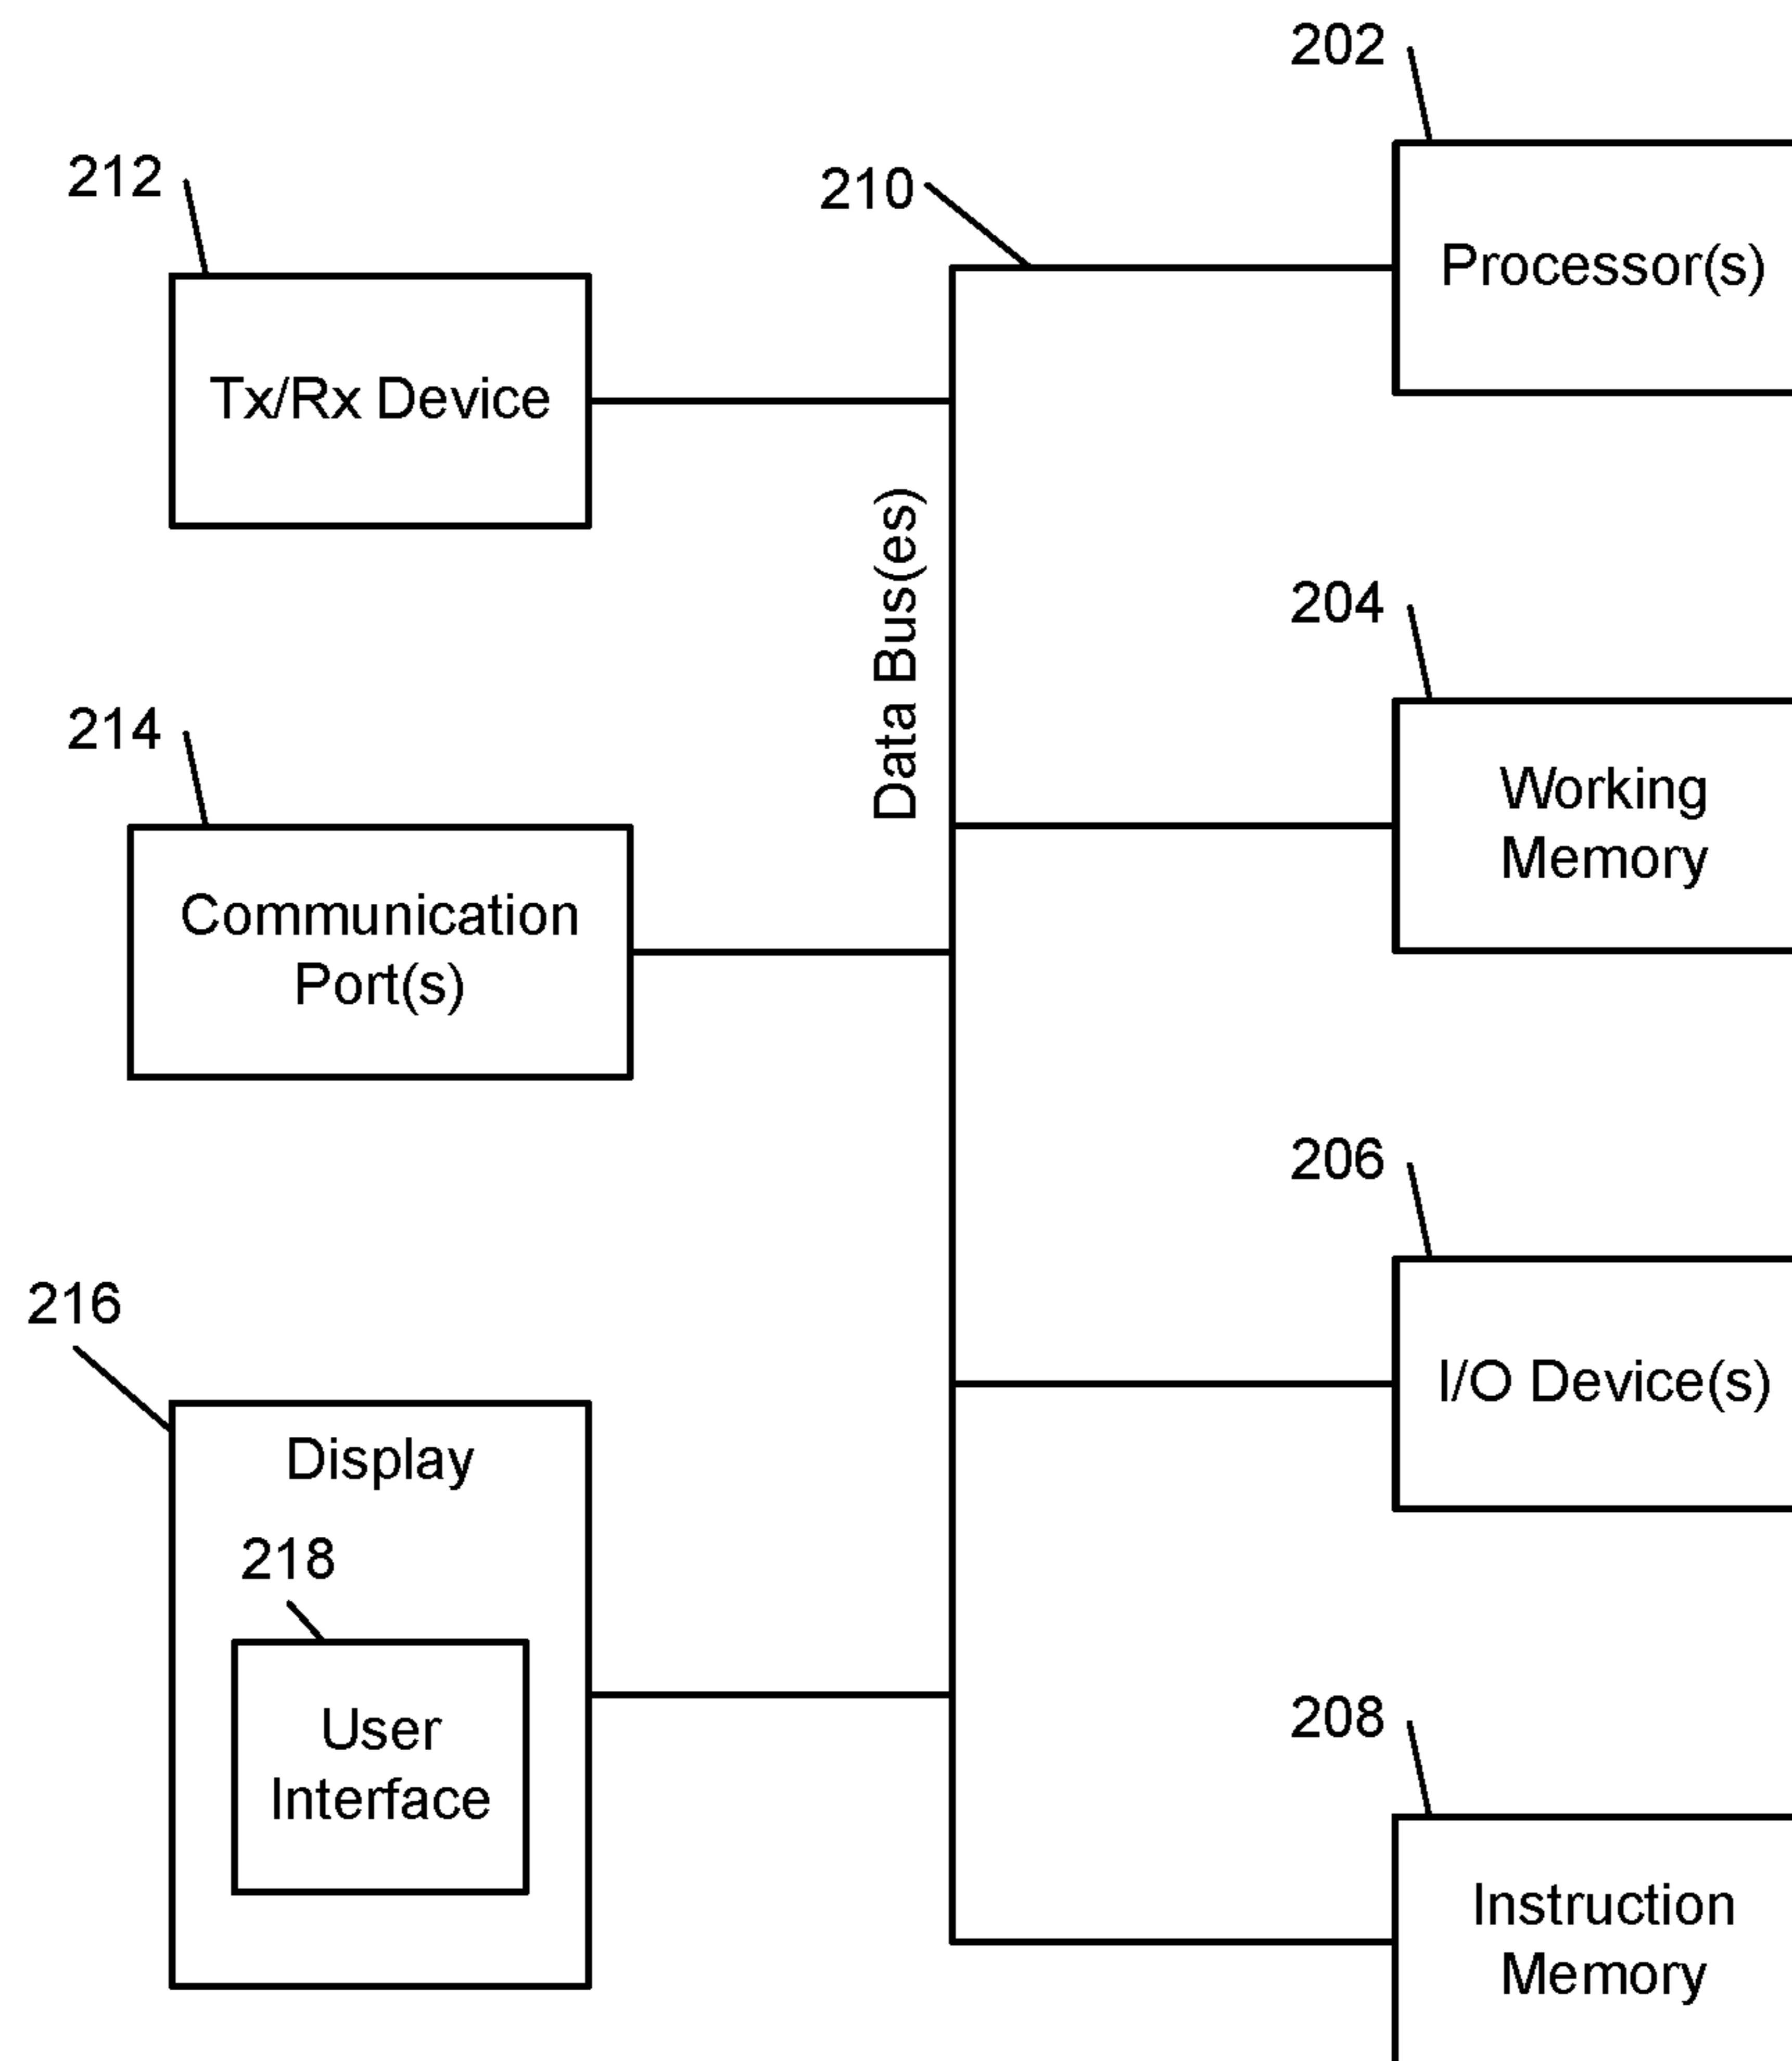 202
212
210
Processor(s)
Tx/Rx Device
Data Bus(es)
204
214
Working
Memory
Communication
Port(s)
206
216
I/O Device(s)
Display
218
208
User
Interface
Instruction
Memory